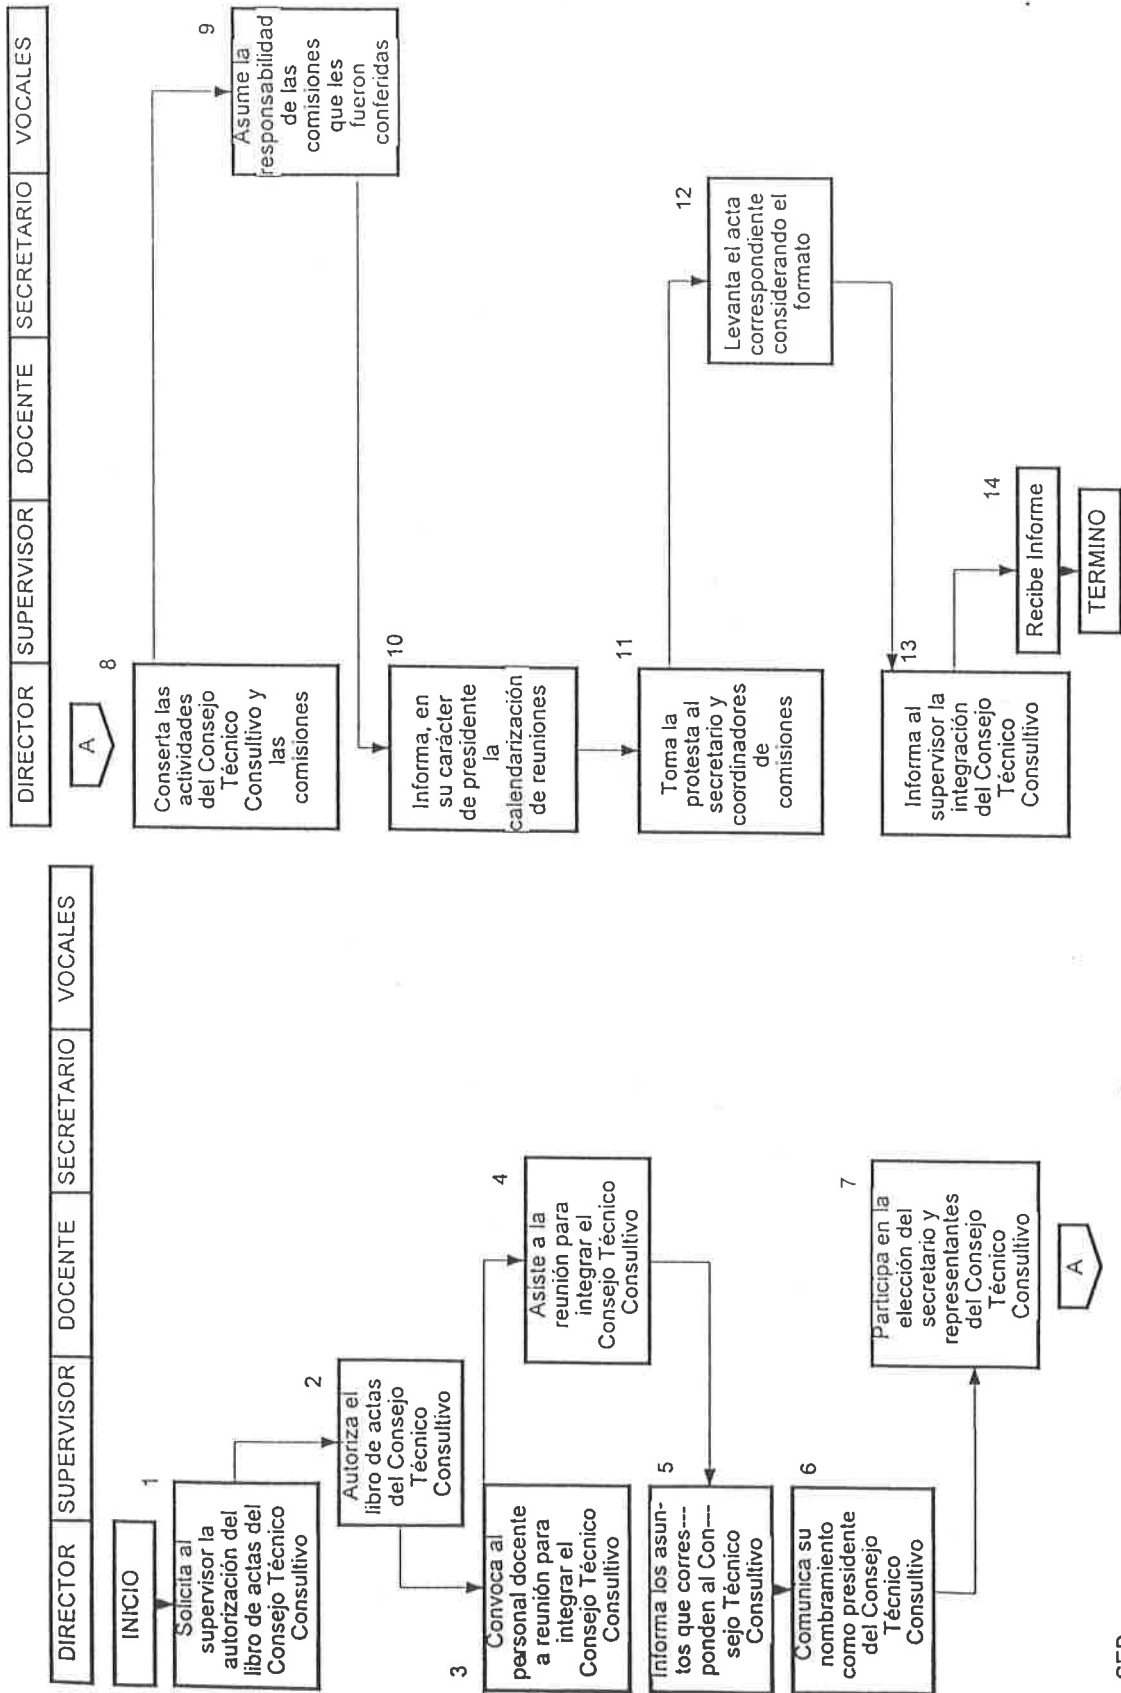 DIRECTOR SUPERVISOR DOCENTE SECRETARIO VOCALES
INICIO
1
Solicita al
supervisor la
autorización del
libro de actas del
Consejo Técnico
Consultivo
2
Autoriza el
libro de actas
del Consejo
Técnico
Consultivo
3
Convoca al
personal docente
a reunión para
integrar el
Consejo Técnico
Consultivo
4
Asiste a la
reunión para
integrar el
Consejo Técnico
Consultivo
5
Informa los asun-
tos que corres---
ponden al Con---
sejo Técnico
Consultivo
6
Comunica su
nombramiento
como presidente
del Consejo
Técnico
Consultivo
7
Participa en la
elección del
secretario y
representantes
del Consejo
Técnico
Consultivo
A
DIRECTOR SUPERVISOR DOCENTE SECRETARIO VOCALES
A
8
Conserta las
actividades
del Consejo
Técnico
Consultivo y
las
comisiones
9
Asume la
responsabilidad
de las
comisiones
que les
fueron
conferidas
10
Informa, en
su carácter
de presidente
la
calendarización
de reuniones
11
Toma la
protesta al
secretario y
coordinadores
de
comisiones
12
Levanta el acta
correspondiente
considerando el
formato
13
Informa al
supervisor la
integración
del Consejo
Técnico
Consultivo
14
Recibe Informe
TERMINO